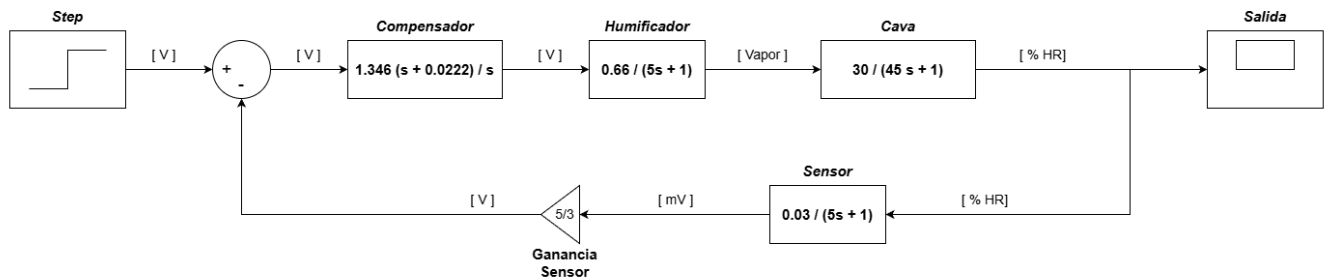 Step
Compensador
Humificador
Cava
Salida
[ V ]
[ V ]
[ V ]
[ Vapor ]
[ % HR]
+
-
1.346 (s + 0.0222) / s
0.66 / (5s + 1)
30 / (45 s + 1)
Sensor
[ V ]
[ mV ]
[ % HR]
5/3
0.03 / (5s + 1)
Ganancia
Sensor